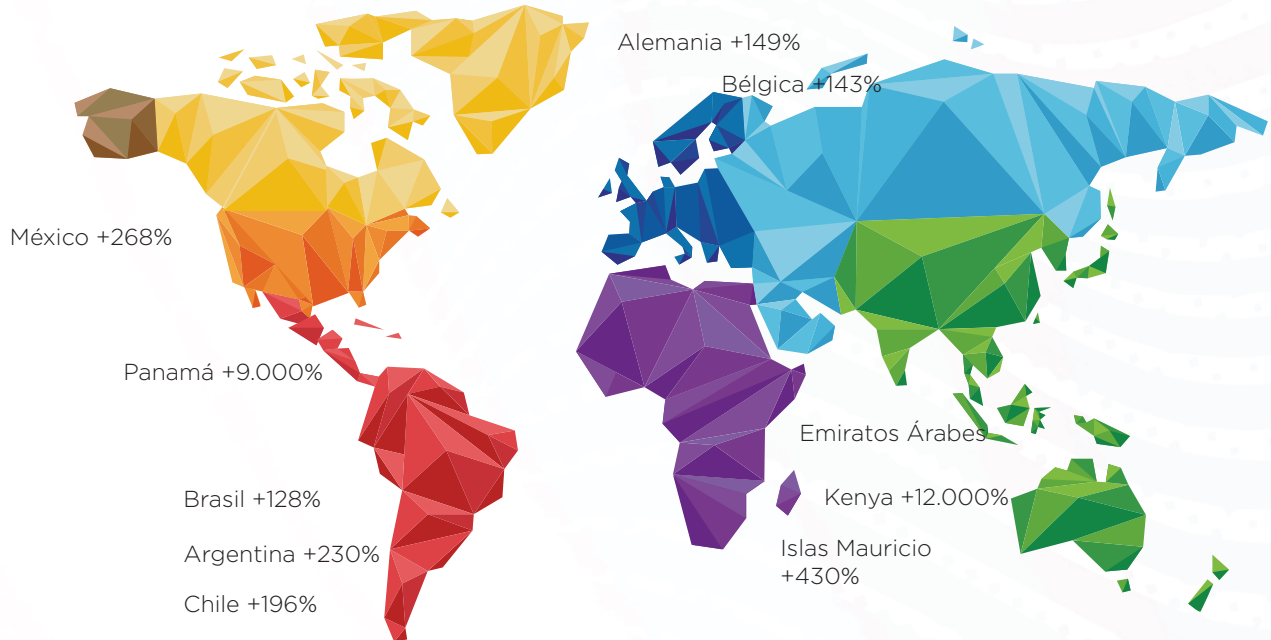 Alemania +149%
Bélgica +143%
México +268%
Panamá +9.000%
Emiratos Árabes
Brasil +128%
Kenya +12.000%
Argentina +230%
Islas Mauricio
+430%
Chile +196%